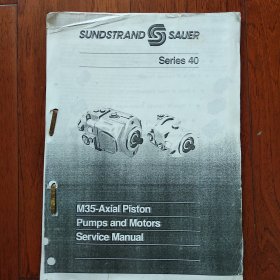 SUNDSTRAND SAUER
Series 40
M35-Axial Piston
Pumps and Motors
Service Manual